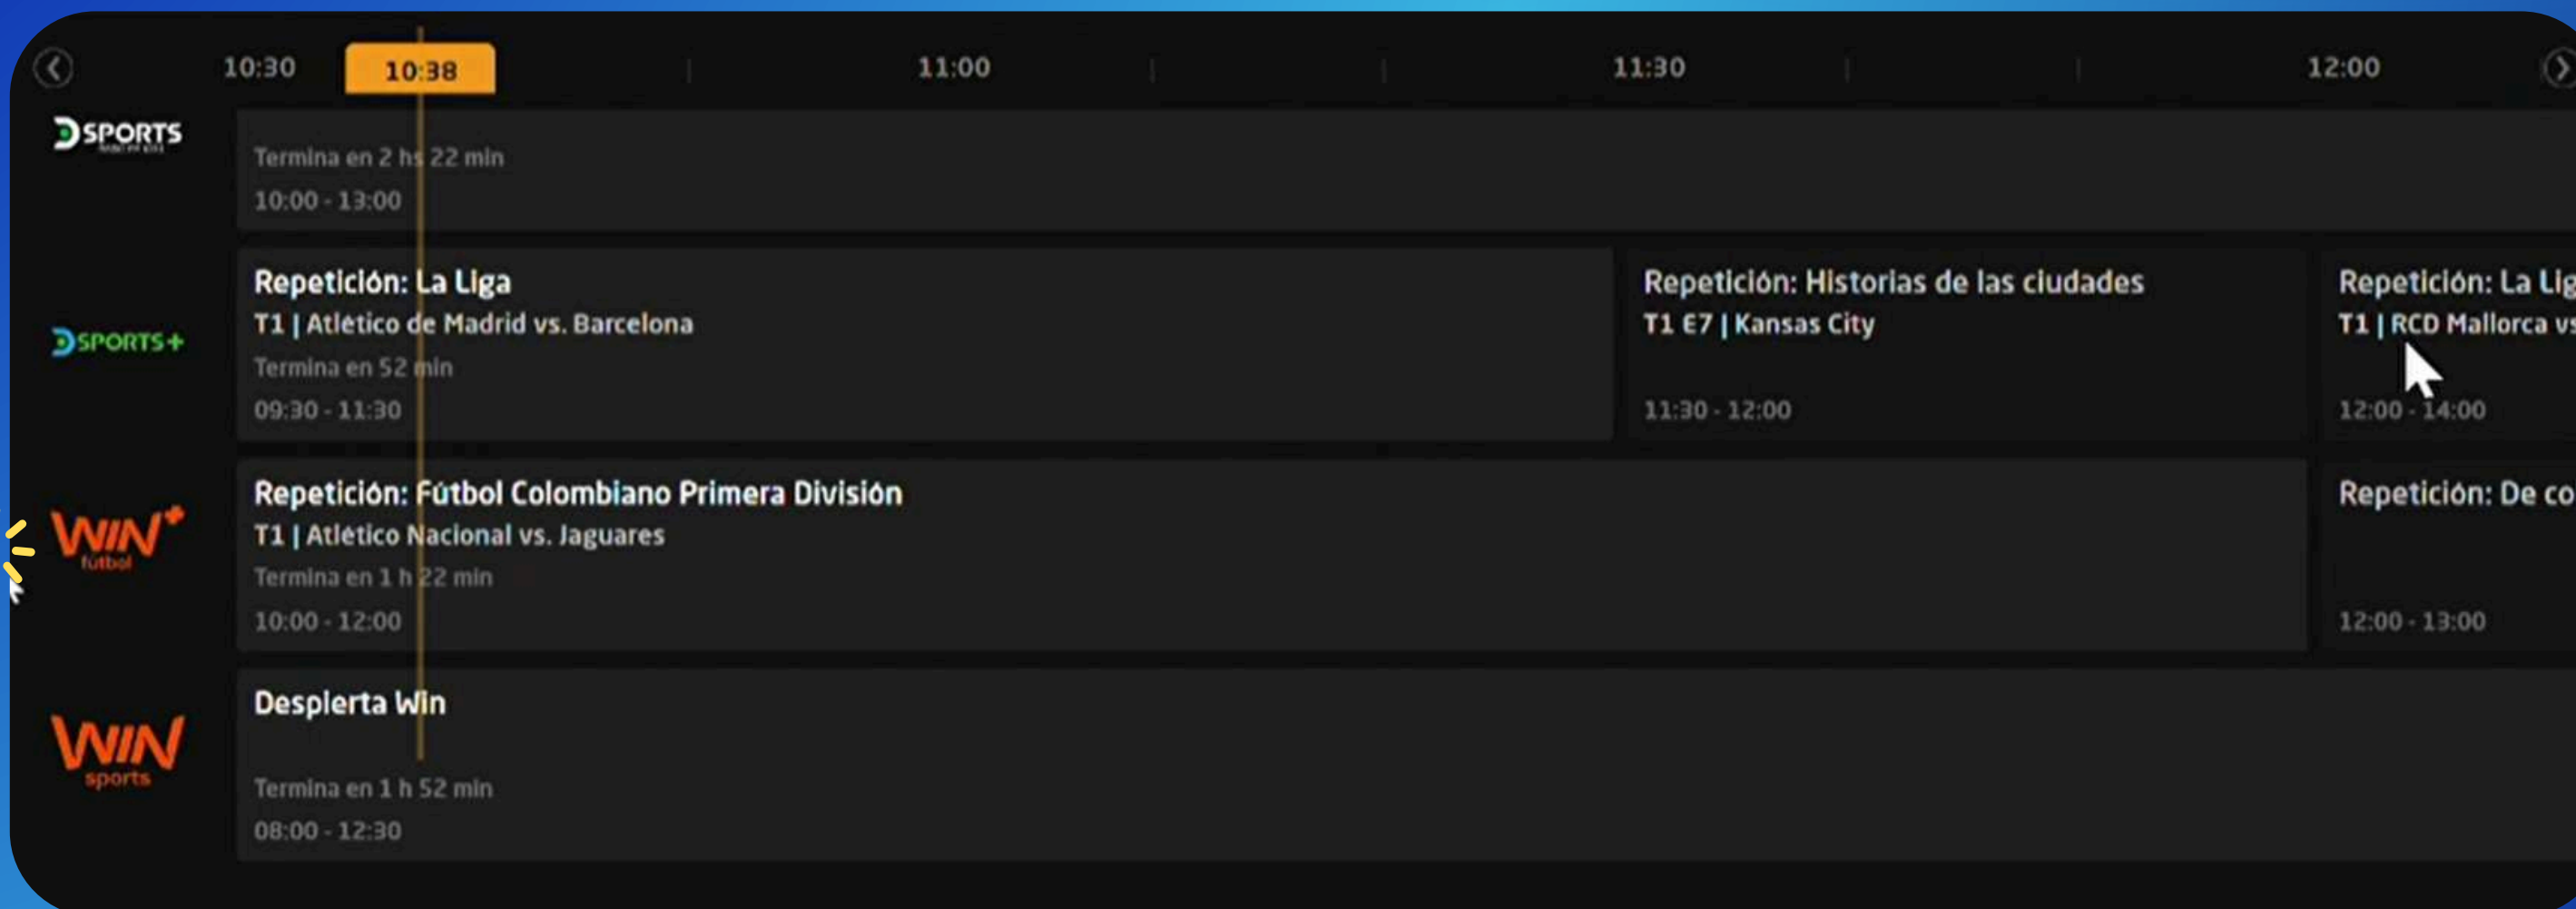 10:30 10:38 11:00 11:30 12:00
DSPORTS
Termina en 2 hs 22 min
10:00 - 13:00
DSPORTS+
Repetición: La Liga
T1 | Atlético de Madrid vs. Barcelona
Termina en 52 min
09:30 - 11:30
Repetición: Historias de las ciudades
T1 E7 | Kansas City
11:30 - 12:00
Repetición: La Lig
T1 | RCD Mallorca vs
12:00 - 14:00
WIN+
fútbol
Repetición: Fútbol Colombiano Primera División
T1 | Atlético Nacional vs. Jaguares
Termina en 1 h 22 min
10:00 - 12:00
Repetición: De co
12:00 - 13:00
WIN
sports
Despierta Win
Termina en 1 h 52 min
08:00 - 12:30